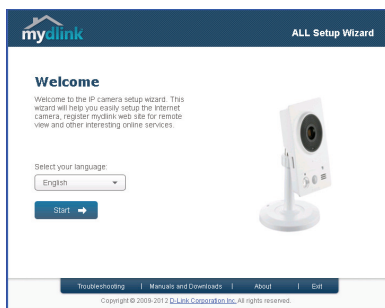 mydlink
ALL Setup Wizard
Welcome
Welcome to the IP camera setup wizard. This
wizard will help you easily setup the Internet
camera, register mydlink web site for remote
view and other interesting online services.
Select your language:
English
Start
Troubleshooting | Manuals and Downloads | About | Exit
Copyright © 2009-2012 D-Link Corporation Inc. All rights reserved.